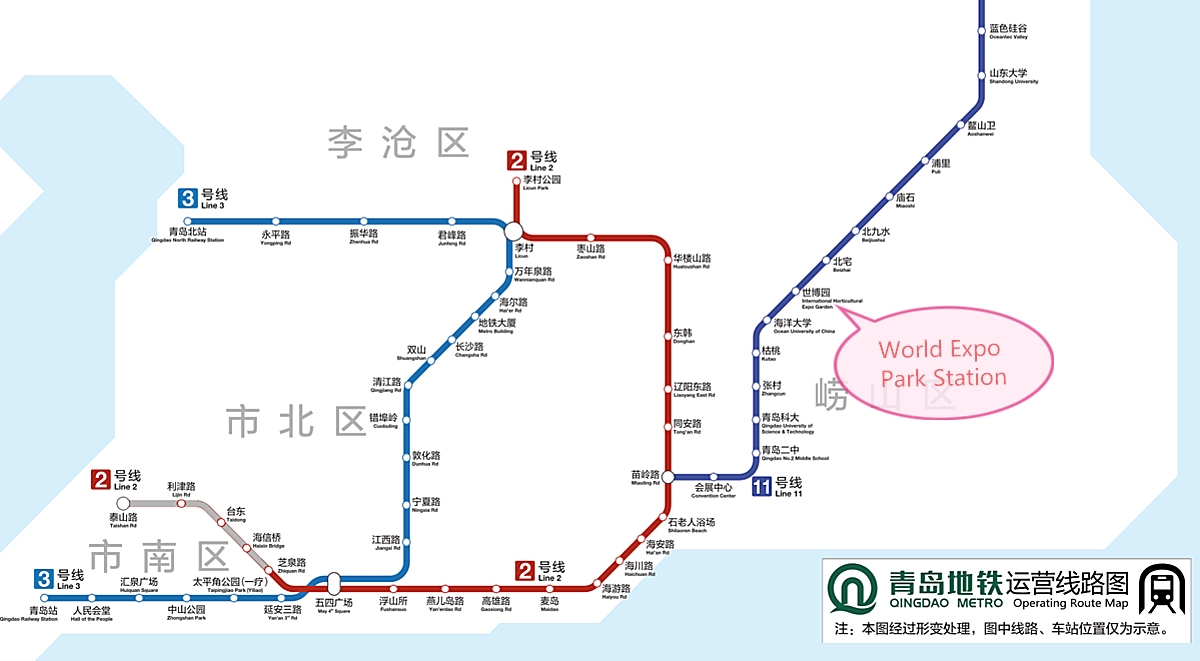 蓝色硅谷
Oceantec Valley
山东大学
Shandong University
鳌山卫
Aoshanwei
浦里
Puli
庙石
Miaoshi
北九水
Beijiushui
北宅
Beizhai
世博园
International Horticultural
Expo Garden
海洋大学
Ocean University of China
枯桃
Kutao
张村
Zhangcun
青岛科大
Qingdao University of
Science & Technology
青岛二中
Qingdao No.2 Middle School
11 号线
Line 11
会展中心
Convention Center
World Expo
Park Station
崂山区
李沧区
市北区
市南区
2 号线
Line 2
李村公园
Licun Park
3 号线
Line 3
青岛北站
Qingdao North Railway Station
永平路
Yongping Rd
振华路
Zhenhua Rd
君峰路
Junfeng Rd
李村
Licun
枣山路
Zaoshan Rd
华楼山路
Hualoushan Rd
万年泉路
Wannianquan Rd
海尔路
Hai'er Rd
地铁大厦
Metro Building
长沙路
Changsha Rd
双山
Shuangshan
清江路
Qingjiang Rd
错埠岭
Cuobuling
敦化路
Dunhua Rd
宁夏路
Ningxia Rd
江西路
Jiangxi Rd
东韩
Donghan
辽阳东路
Liaoyang East Rd
同安路
Tong'an Rd
苗岭路
Miaoling Rd
石老人浴场
Shilaoren Beach
海安路
Hai'an Rd
海川路
Haichuan Rd
海游路
Haiyou Rd
2 号线
Line 2
泰山路
Taishan Rd
利津路
Lijin Rd
台东
Taidong
海信桥
Haixin Bridge
芝泉路
Zhiquan Rd
3 号线
Line 3
青岛站
Qingdao Railway Station
人民会堂
Hall of the People
汇泉广场
Huiquan Square
中山公园
Zhongshan Park
太平角公园(一疗)
Taipingjiao Park (Yiliao)
延安三路
Yan'an 3rd Rd
五四广场
May 4th Square
浮山所
Fushansuo
燕儿岛路
Yan'erdao Rd
高雄路
Gaoxiong Rd
2 号线
Line 2
麦岛
Maidao
青岛地铁 运营线路图
QINGDAO METRO Operating Route Map
注：本图经过形变处理，图中线路、车站位置仅为示意。